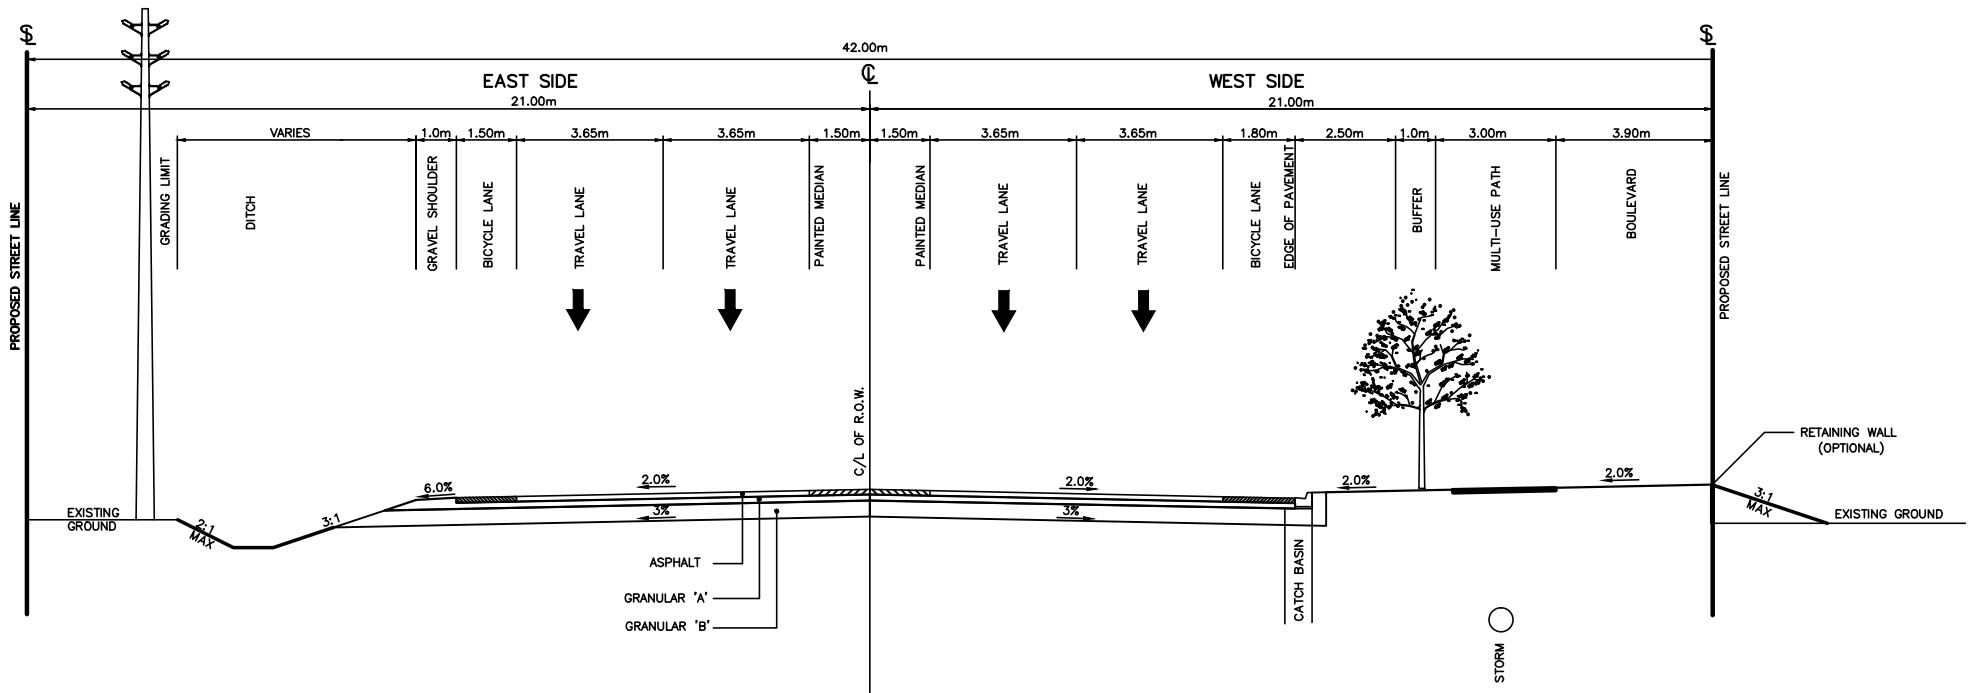 42.00m
EAST SIDE
WEST SIDE
21.00m
21.00m
VARIES
1.0m
1.50m
3.65m
3.65m
1.50m
1.50m
3.65m
3.65m
1.80m
2.50m
1.0m
3.00m
3.90m
PROPOSED STREET LINE
GRADING LIMIT
DITCH
GRAVEL SHOULDER
BICYCLE LANE
TRAVEL LANE
TRAVEL LANE
PAINTED MEDIAN
C/L OF R.O.W.
PAINTED MEDIAN
TRAVEL LANE
TRAVEL LANE
BICYCLE LANE
EDGE OF PAVEMENT
BUFFER
MULTI-USE PATH
BOULEVARD
PROPOSED STREET LINE
RETAINING WALL
(OPTIONAL)
6.0%
2.0%
2.0%
2.0%
2.0%
3%
3%
EXISTING
GROUND
2:1
MAX
3:1
3:1
MAX
EXISTING GROUND
ASPHALT
GRANULAR 'A'
GRANULAR 'B'
CATCH BASIN
STORM